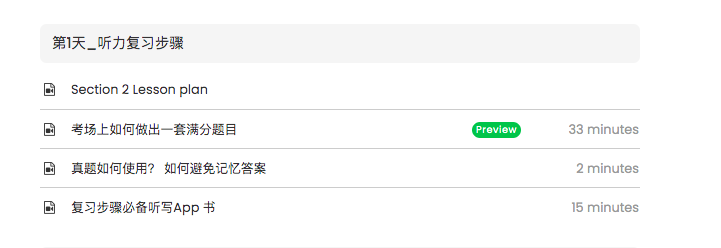 第1天_听力复习步骤
Section 2 Lesson plan
考场上如何做出一套满分题目 Preview 33 minutes
真题如何使用？ 如何避免记忆答案 2 minutes
复习步骤必备听写App 书 15 minutes